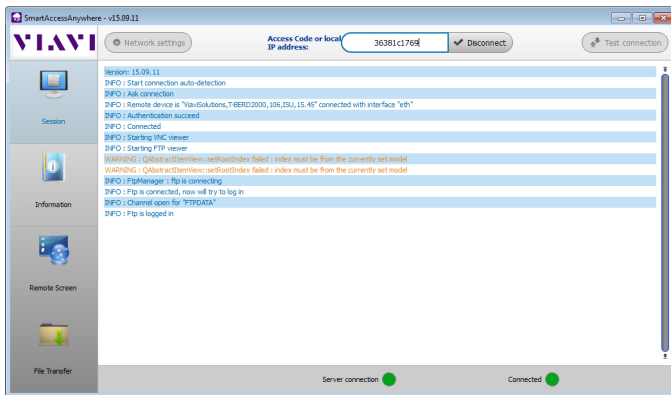 SmartAccessAnywhere - v15.09.11
VIAVI
Network settings
Access Code or local
IP address:
36381c1769
Disconnect
Test connection
Version: 15.09.11
INFO : Start connection auto-detection
INFO : Ask connection
INFO : Remote device is "ViaviSolutions,T-BERD2000,106,ISU,15.45" connected with interface "eth"
INFO : Authentication succeed
INFO : Connected
INFO : Starting VNC viewer
INFO : Starting FTP viewer
WARNING : QAbstractItemView::setRootIndex failed : index must be from the currently set model
WARNING : QAbstractItemView::setRootIndex failed : index must be from the currently set model
INFO : FtpManager : ftp is connecting
INFO : Ftp is connected, now will try to log in
INFO : Channel open for "FTPDATA"
INFO : Ftp is logged in
Session
Information
Remote Screen
File Transfer
Server connection
Connected